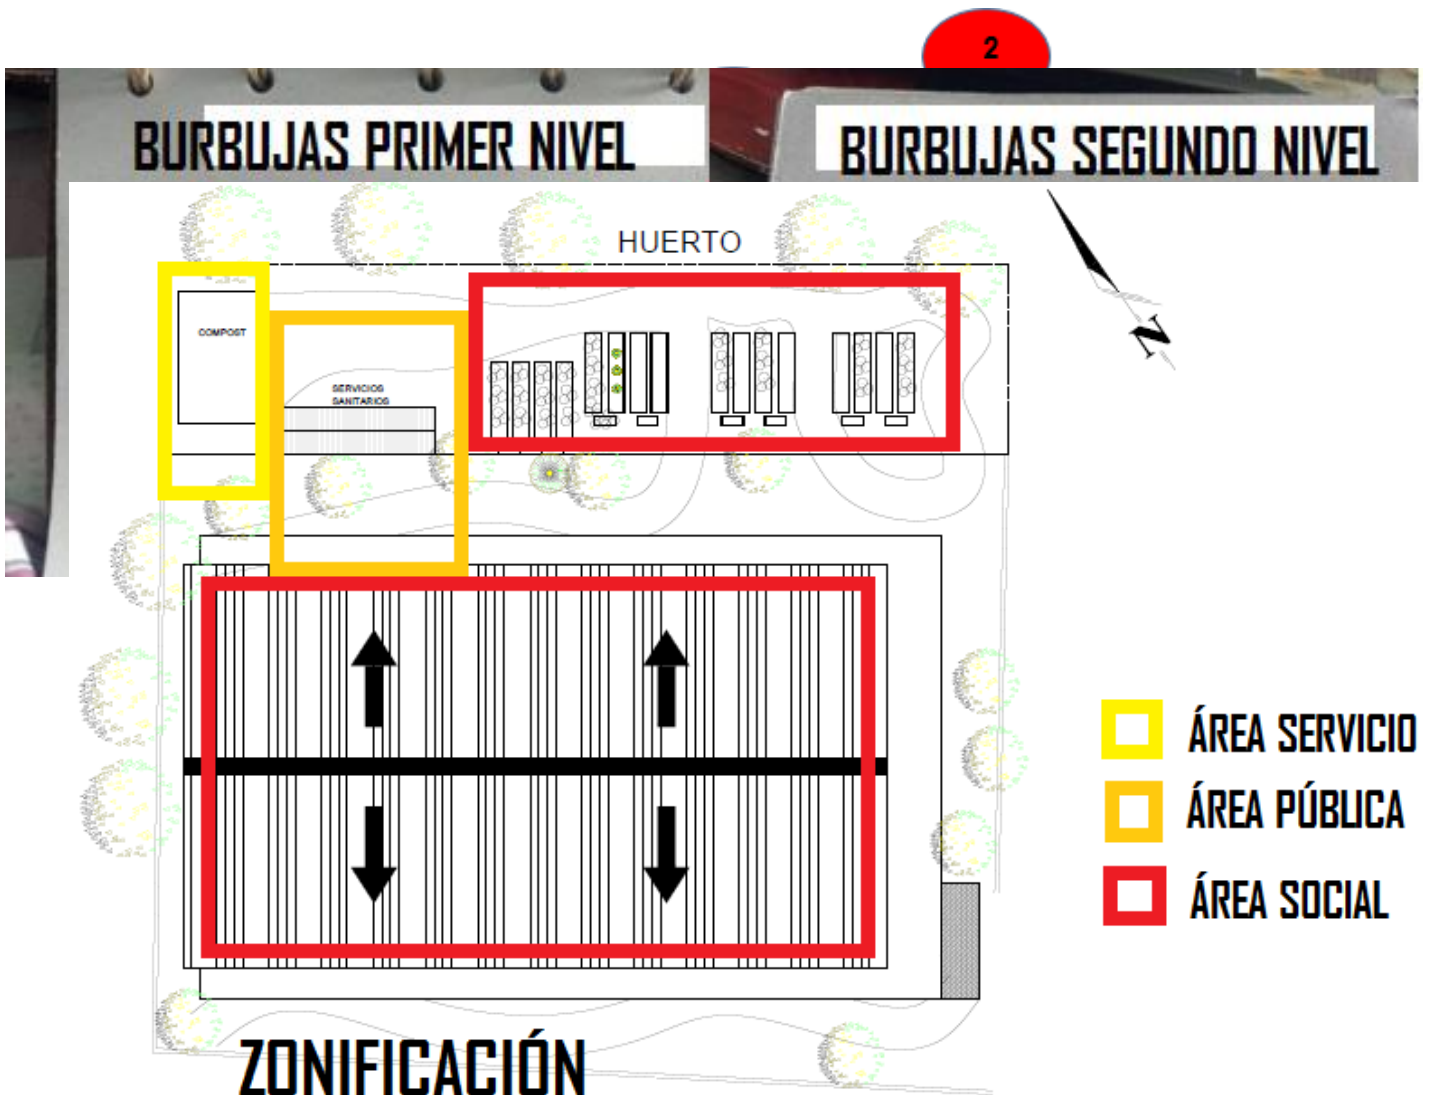 2
BURBUJAS PRIMER NIVEL
BURBUJAS SEGUNDO NIVEL
HUERTO
N
COMPOST
SERVICIOS
SANITARIOS
ÁREA SERVICIO
ÁREA PÚBLICA
ÁREA SOCIAL
ZONIFICACIÓN